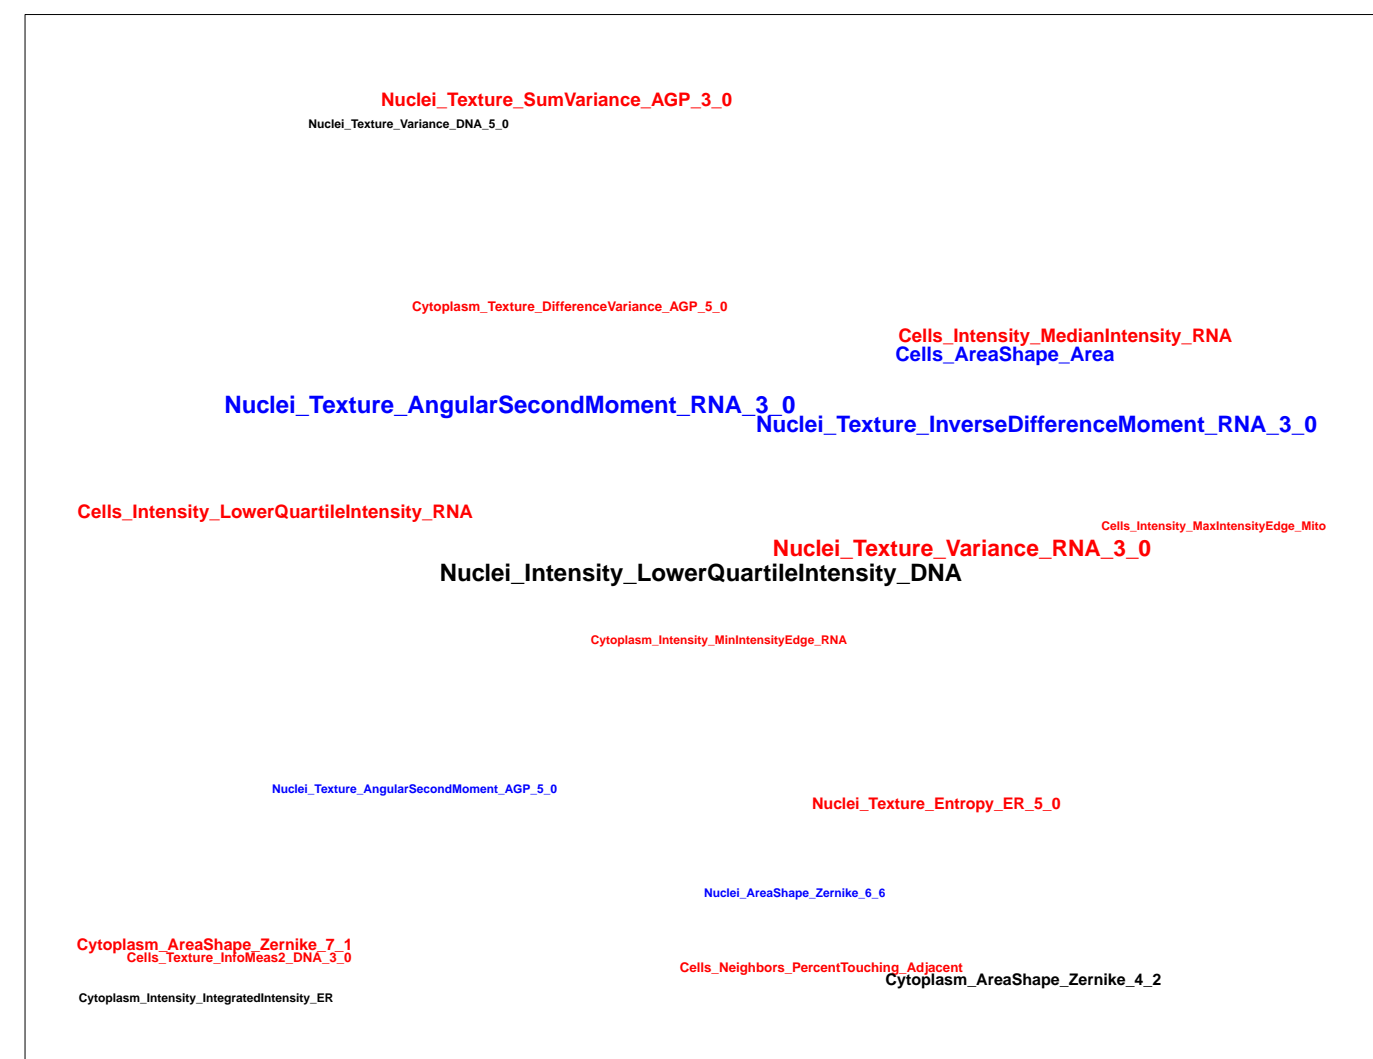 Nuclei_Texture_SumVariance_AGP_3_0
Nuclei_Texture_Variance_DNA_5_0
Cytoplasm_Texture_DifferenceVariance_AGP_5_0
Cells_Intensity_MedianIntensity_RNA
Cells_AreaShape_Area
Nuclei_Texture_AngularSecondMoment_RNA_3_0
Nuclei_Texture_InverseDifferenceMoment_RNA_3_0
Cells_Intensity_LowerQuartileIntensity_RNA
Cells_Intensity_MaxIntensityEdge_Mito
Nuclei_Texture_Variance_RNA_3_0
Nuclei_Intensity_LowerQuartileIntensity_DNA
Cytoplasm_Intensity_MinIntensityEdge_RNA
Nuclei_Texture_AngularSecondMoment_AGP_5_0
Nuclei_Texture_Entropy_ER_5_0
Nuclei_AreaShape_Zernike_6_6
Cytoplasm_AreaShape_Zernike_7_1
Cells_Texture_InfoMeas2_DNA_3_0
Cells_Neighbors_PercentTouching_Adjacent
Cytoplasm_AreaShape_Zernike_4_2
Cytoplasm_Intensity_IntegratedIntensity_ER